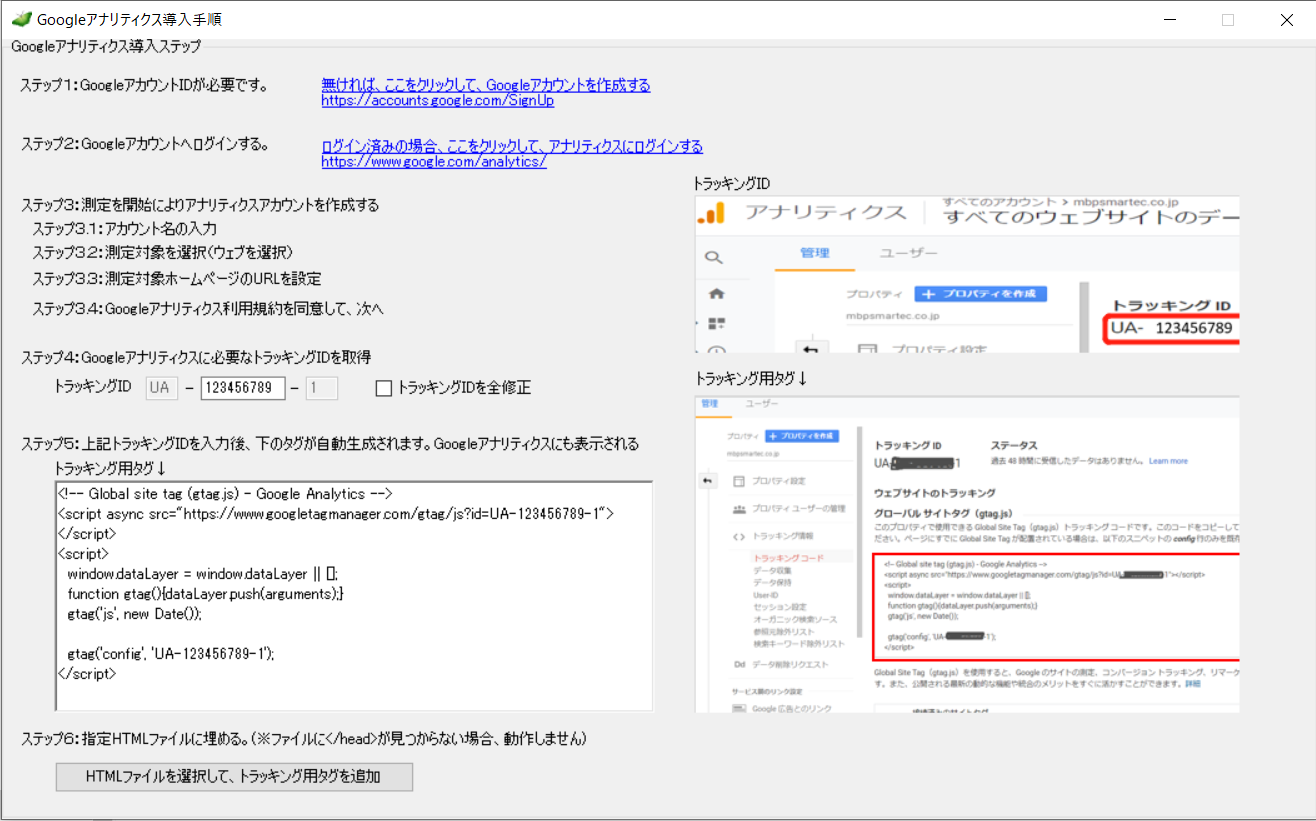 Googleアナリティクス導入手順
Googleアナリティクス導入ステップ
ステップ1:GoogleアカウントIDが必要です。
無ければ、ここをクリックして、Googleアカウントを作成する
https://accounts.google.com/SignUp
ステップ2:Googleアカウントへログインする。
ログイン済みの場合、ここをクリックして、アナリティクスにログインする
https://www.google.com/analytics/
ステップ3:測定を開始によりアナリティクスアカウントを作成する
ステップ3.1:アカウント名の入力
ステップ3.2:測定対象を選択(ウェブを選択)
ステップ3.3:測定対象ホームページのURLを設定
ステップ3.4:Googleアナリティクス利用規約を同意して、次へ
ステップ4:Googleアナリティクスに必要なトラッキングIDを取得
トラッキングID UA - 123456789 - 1 トラッキングIDを全修正
ステップ5:上記トラッキングIDを入力後、下のタグが自動生成されます。Googleアナリティクスにも表示される
トラッキング用タグ↓
<!-- Global site tag (gtag.js) - Google Analytics -->
<script async src="https://www.googletagmanager.com/gtag/js?id=UA-123456789-1">
</script>
<script>
window.dataLayer = window.dataLayer || [];
function gtag(){dataLayer.push(arguments);}
gtag('js', new Date());
gtag('config', 'UA-123456789-1');
</script>
ステップ6:指定HTMLファイルに埋める。(※ファイルに</head>が見つからない場合、動作しません)
HTMLファイルを選択して、トラッキング用タグを追加
トラッキングID
アナリティクス
すべてのアカウント > mbpsmartec.co.jp
すべてのウェブサイトのデー
管理 ユーザー
プロパティ + プロパティを作成
mbpsmartec.co.jp
プロパティ設定
トラッキング ID
UA- 123456789
トラッキング用タグ↓
管理 ユーザー
プロパティ + プロパティを作成
mbpsmartec.co.jp
プロパティ設定
プロパティ ユーザーの管理
<> トラッキング情報
トラッキング コード
データ収集
データ保持
User-ID
セッション設定
オーガニック検索ソース
参照元除外リスト
検索キーワード除外リスト
Dd データ削除リクエスト
サービス間のリンク設定
Google 広告とのリンク
トラッキング ID ステータス
UA- 1 過去 48 時間に受信したデータはありません。 Learn more
ウェブサイトのトラッキング
グローバル サイトタグ (gtag.js)
このプロパティで使用できる Global Site Tag (gtag.js) トラッキングコードです。このコードをコピーして
ださい。ページにすでに Global Site Tag が配置されている場合は、以下のスニペットの config 行のみを既存
<!-- Global site tag (gtag.js) - Google Analytics -->
<script async src="https://www.googletagmanager.com/gtag/js?id=UA 1"></script>
<script>
window.dataLayer = window.dataLayer || [];
function gtag(){dataLayer.push(arguments);}
gtag('js', new Date());
gtag('config', 'UA- -1');
</script>
Global Site Tag (gtag.js) を使用すると、Google のサイトの測定、コンバージョン トラッキング、リマーク
す。また、公開される最新の動的な機能や統合のメリットをすぐに活かすことができます。詳細